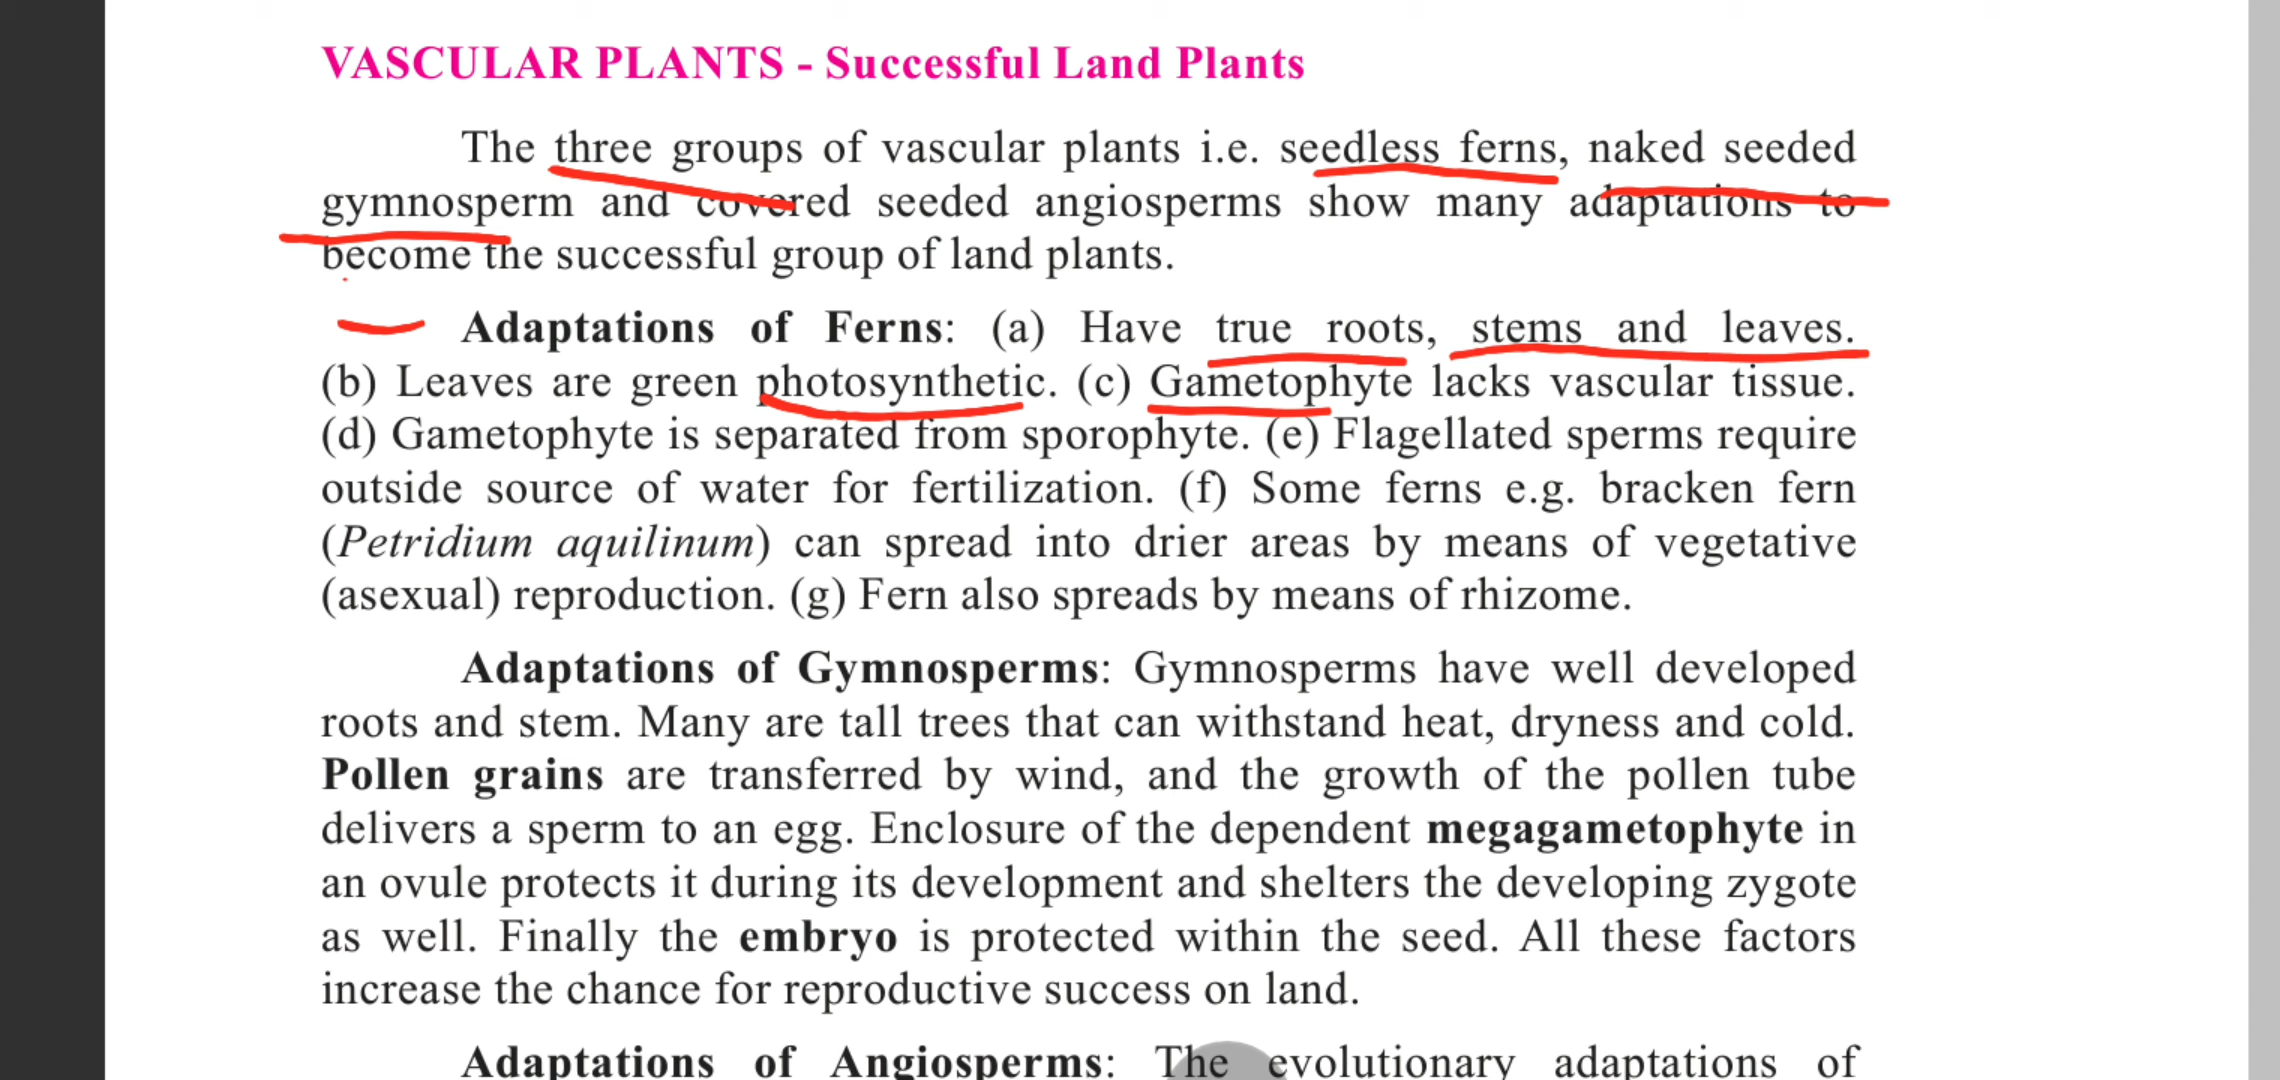 VASCULAR PLANTS - Successful Land Plants
The three groups of vascular plants i.e. seedless ferns, naked seeded
gymnosperm and covered seeded angiosperms show many adaptations to
become the successful group of land plants.
Adaptations of Ferns: (a) Have true roots, stems and leaves.
(b) Leaves are green photosynthetic. (c) Gametophyte lacks vascular tissue.
(d) Gametophyte is separated from sporophyte. (e) Flagellated sperms require
outside source of water for fertilization. (f) Some ferns e.g. bracken fern
(Petridium aquilinum) can spread into drier areas by means of vegetative
(asexual) reproduction. (g) Fern also spreads by means of rhizome.
Adaptations of Gymnosperms: Gymnosperms have well developed
roots and stem. Many are tall trees that can withstand heat, dryness and cold.
Pollen grains are transferred by wind, and the growth of the pollen tube
delivers a sperm to an egg. Enclosure of the dependent megagametophyte in
an ovule protects it during its development and shelters the developing zygote
as well. Finally the embryo is protected within the seed. All these factors
increase the chance for reproductive success on land.
Adaptations of Angiosperms: The evolutionary adaptations of